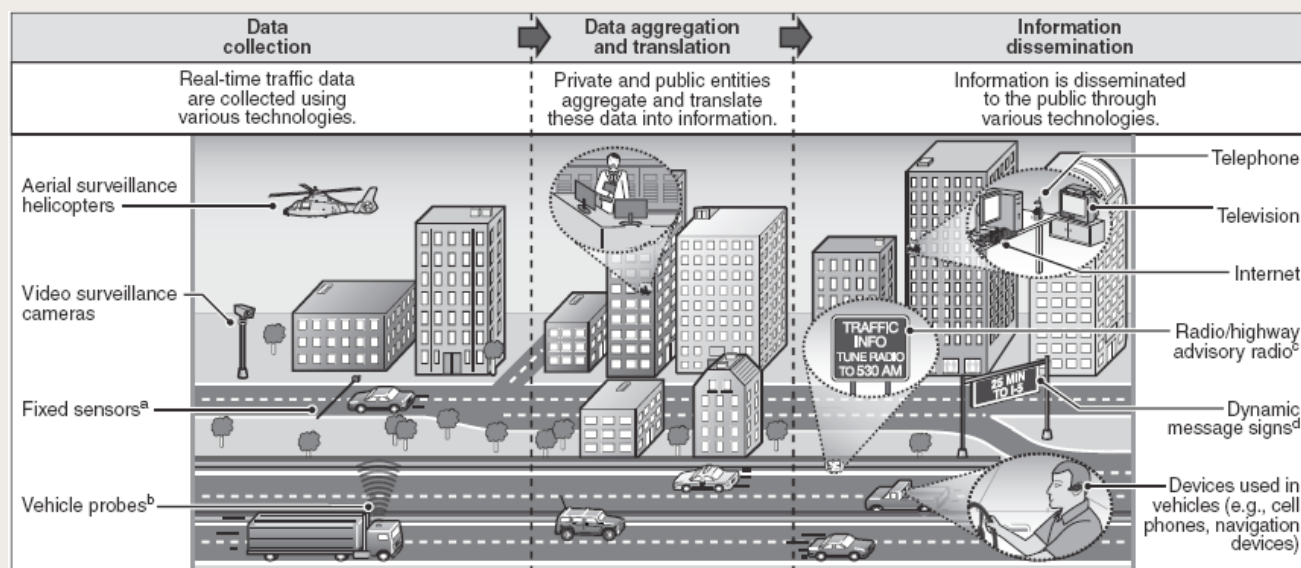 Data
collection
Data aggregation
and translation
Information
dissemination
Real-time traffic data
are collected using
various technologies.
Private and public entities
aggregate and translate
these data into information.
Information is disseminated
to the public through
various technologies.
Aerial surveillance
helicopters
Video surveillance
cameras
Fixed sensorsᵃ
Vehicle probesᵇ
TRAFFIC
INFO
TUNE RADIO
TO 530 AM
25 MIN
TO I-5
Telephone
Television
Internet
Radio/highway
advisory radioᶜ
Dynamic
message signsᵈ
Devices used in
vehicles (e.g., cell
phones, navigation
devices)